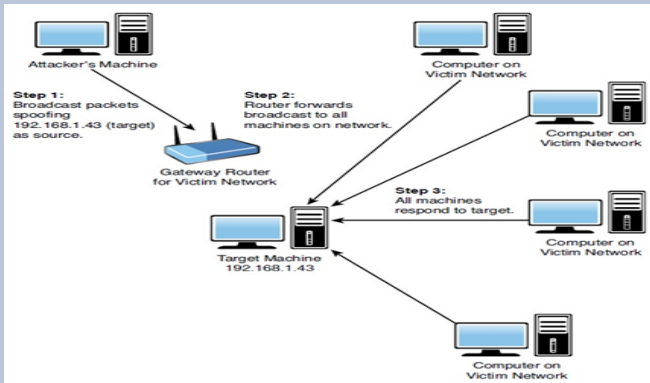 Attacker's Machine
Computer on
Victim Network
Step 1:
Broadcast packets
spoofing
192.168.1.43 (target)
as source.
Step 2:
Router forwards
broadcast to all
machines on network.
Computer on
Victim Network
Gateway Router
for Victim Network
Step 3:
All machines
respond to target.
Computer on
Victim Network
Target Machine
192.168.1.43
Computer on
Victim Network